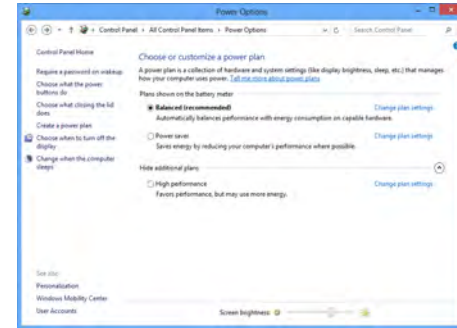 Power Options
Control Panel › All Control Panel Items › Power Options
Search Control Panel
Control Panel Home
Require a password on wakeup
Choose what the power
buttons do
Choose what closing the lid
does
Create a power plan
Choose when to turn off the
display
Change when the computer
sleeps
See also
Personalization
Windows Mobility Center
User Accounts
Choose or customize a power plan
A power plan is a collection of hardware and system settings (like display brightness, sleep, etc.) that manages
how your computer uses power. Tell me more about power plans
Plans shown on the battery meter
Balanced (recommended) Change plan settings
Automatically balances performance with energy consumption on capable hardware.
Power saver Change plan settings
Saves energy by reducing your computer's performance where possible.
Hide additional plans
High performance Change plan settings
Favors performance, but may use more energy.
Screen brightness: